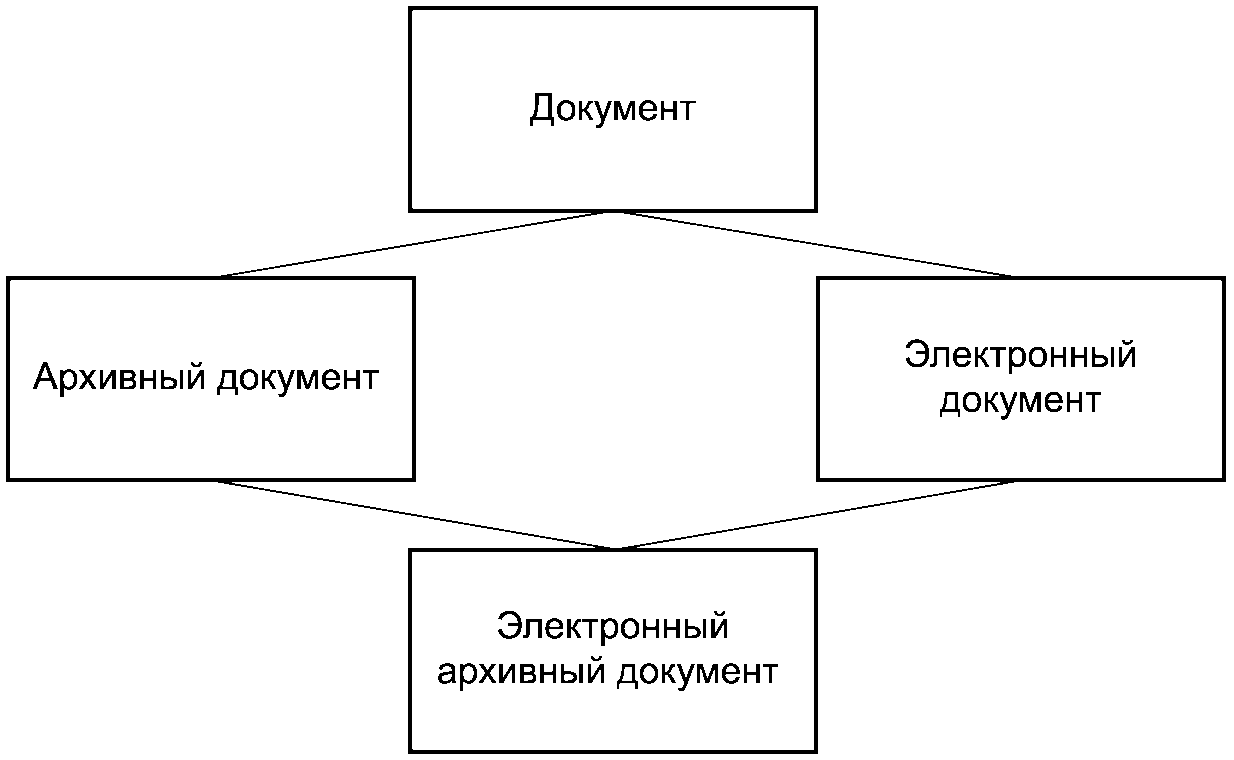 Документ
Архивный документ
Электронный
документ
Электронный
архивный документ